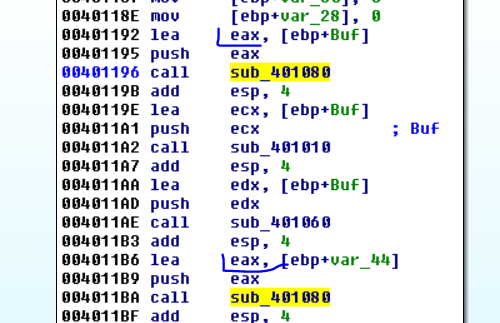 0040118E mov [ebp+var_28], 0
00401192 lea eax, [ebp+Buf]
00401195 push eax
00401196 call sub_401080
0040119B add esp, 4
0040119E lea ecx, [ebp+Buf]
004011A1 push ecx ; Buf
004011A2 call sub_401010
004011A7 add esp, 4
004011AA lea edx, [ebp+Buf]
004011AD push edx
004011AE call sub_401060
004011B3 add esp, 4
004011B6 lea eax, [ebp+var_44]
004011B9 push eax
004011BA call sub_401080
004011BF add esp, 4